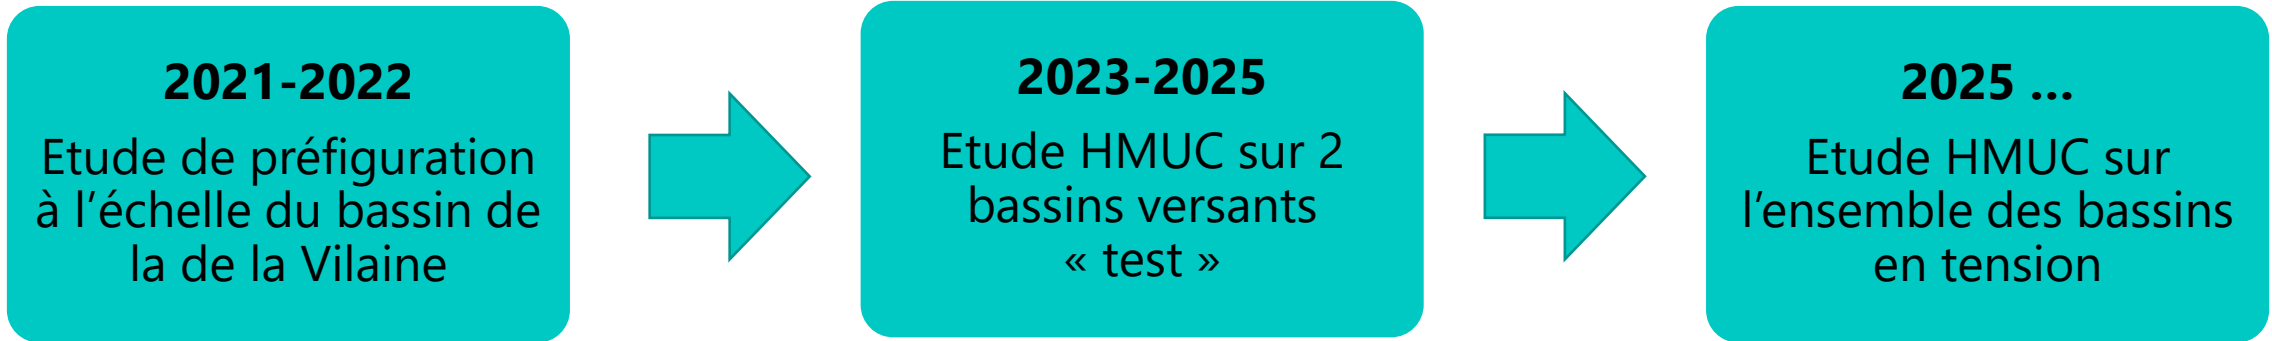 2021-2022
Etude de préfiguration
à l’échelle du bassin de
la de la Vilaine
2023-2025
Etude HMUC sur 2
bassins versants
« test »
2025 ...
Etude HMUC sur
l’ensemble des bassins
en tension